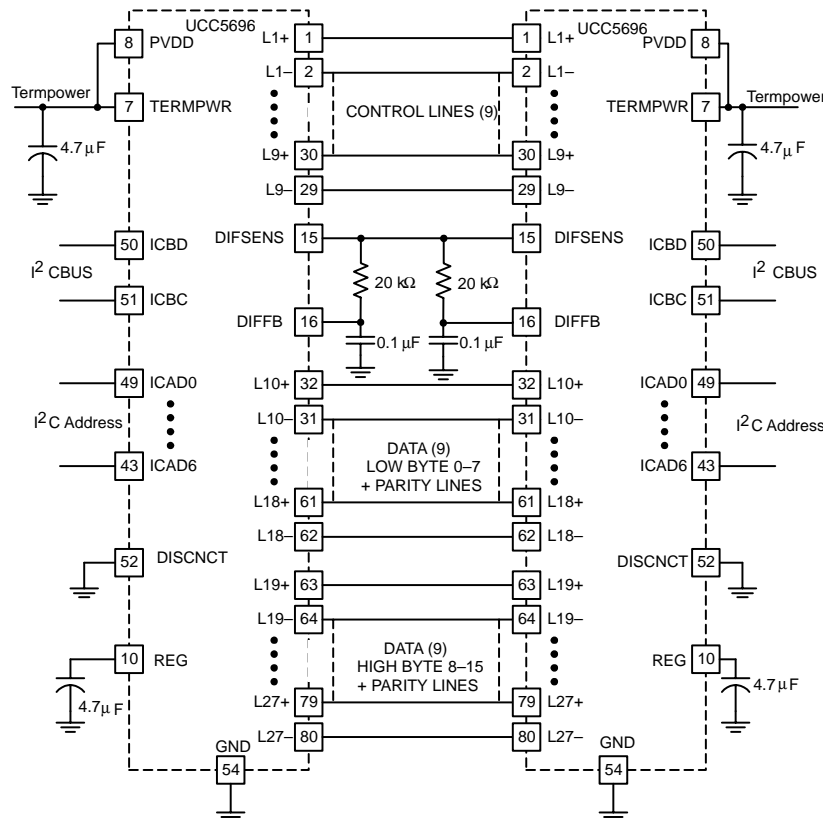 UCC5696
UCC5696
8 PVDD
L1+ 1
1 L1+
PVDD 8
L1– 2
2 L1–
Termpower
7 TERMPWR
CONTROL LINES (9)
TERMPWR 7
Termpower
4.7 µF
L9+ 30
30 L9+
4.7µ F
L9– 29
29 L9–
50 ICBD
DIFSENS 15
15 DIFSENS
ICBD 50
I2 CBUS
20 kΩ
20 kΩ
I2 CBUS
51 ICBC
ICBC 51
DIFFB 16
16 DIFFB
0.1 µF
0.1 µF
49 ICAD0
L10+ 32
32 L10+
ICAD0 49
I2C Address
L10– 31
31 L10–
I2C Address
DATA (9)
LOW BYTE 0–7
+ PARITY LINES
43 ICAD6
ICAD6 43
L18+ 61
61 L18+
L18– 62
62 L18–
52 DISCNCT
DISCNCT 52
L19+ 63
63 L19+
L19– 64
64 L19–
DATA (9)
HIGH BYTE 8–15
+ PARITY LINES
10 REG
REG 10
4.7µ F
4.7µ F
L27+ 79
79 L27+
L27– 80
80 L27–
GND
GND
54
54